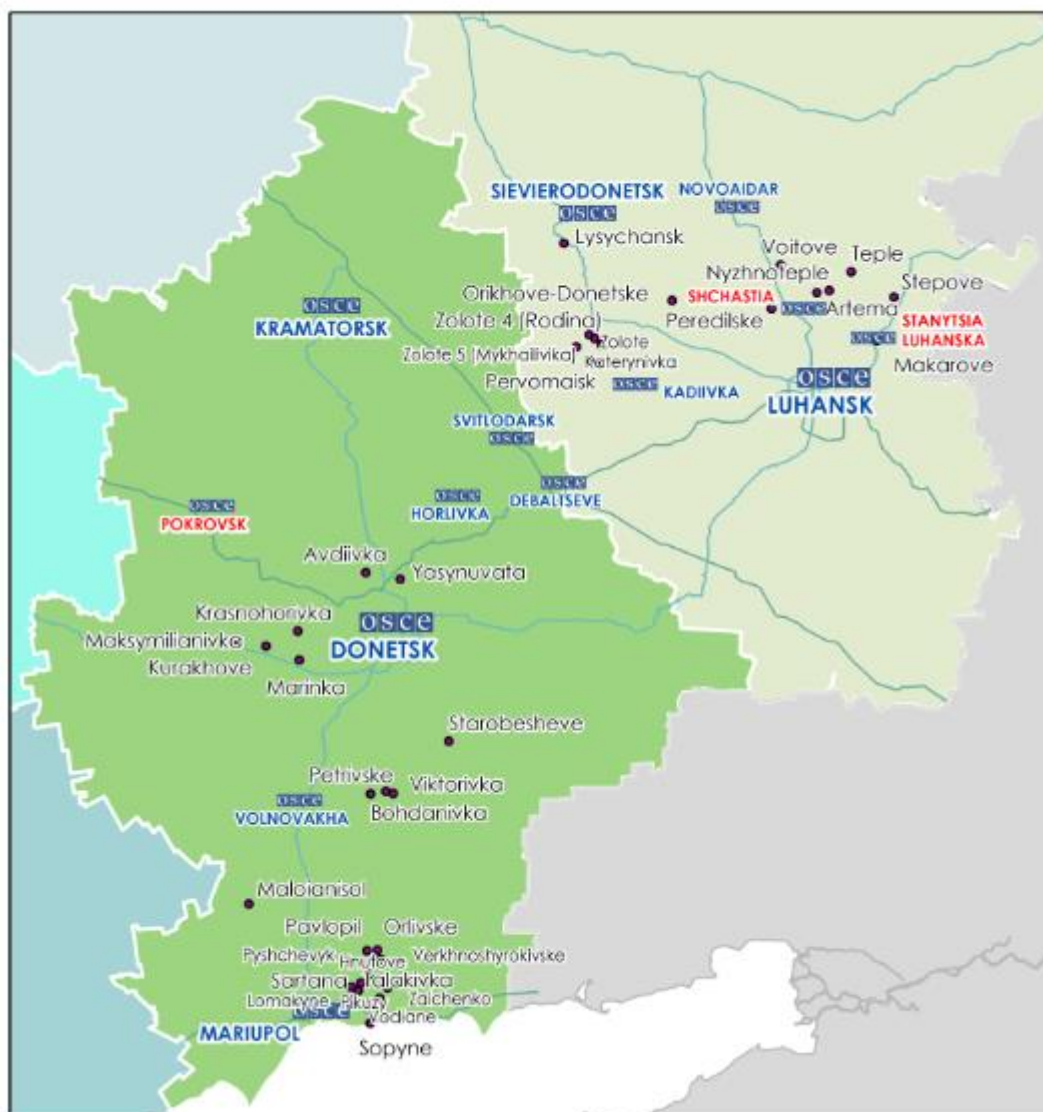 SIEVIERODONETSK
osce
NOVOAIDAR
osce
Lysychansk
Voitove
Teple
Nyzhnoteple
Orikhove-Donetske
SHCHASTIA
Stepove
osce
KRAMATORSK
Peredilske
osce
Artema
STANYTSIA
LUHANSKA
Zolote 4 (Rodina)
Zolote
osce
Zolote 5 (Mykhailivika)
Katerynivka
Makarove
Pervomaisk
osce
KADIIVKA
osce
LUHANSK
SVITLODARSK
osce
osce
DEBALTSEVE
osce
HORLIVKA
osce
POKROVSK
Avdiivka
Yasynuvata
Krasnohorivka
osce
DONETSK
Maksymilianivka
Kurakhove
Marinka
Starobesheve
Petrivske
Viktorivka
osce
VOLNOVAKHA
Bohdanivka
Maloianisol
Pavlopil
Orlivske
Pyshchevyk
Hnutove
Verkhnoshyrokivske
Sartana
Talakivka
Lomakyne
Pikuzy
Zaichenko
osce
Vodiane
MARIUPOL
Sopyne